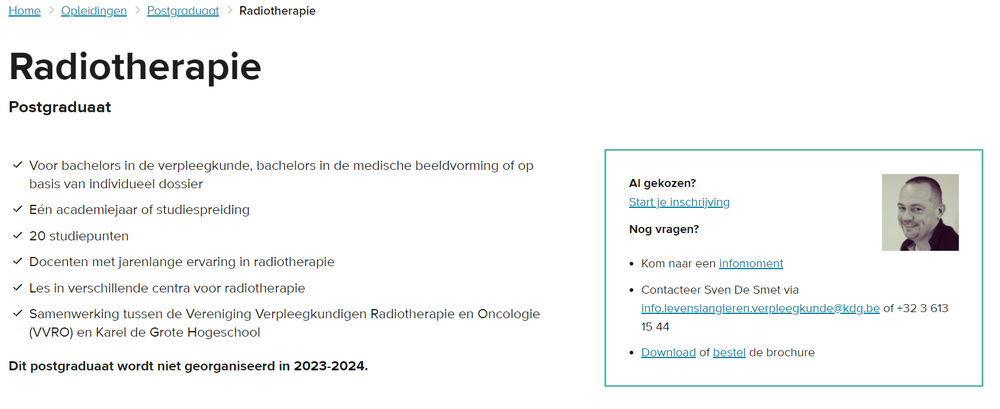 Home > Opleidingen > Postgraduaat > Radiotherapie
Radiotherapie
Postgraduaat
Voor bachelors in de verpleegkunde, bachelors in de medische beeldvorming of op
basis van individueel dossier
Eén academiejaar of studiespreiding
20 studiepunten
Docenten met jarenlange ervaring in radiotherapie
Les in verschillende centra voor radiotherapie
Samenwerking tussen de Vereniging Verpleegkundigen Radiotherapie en Oncologie
(VVRO) en Karel de Grote Hogeschool
Dit postgraduaat wordt niet georganiseerd in 2023-2024.
Al gekozen?
Start je inschrijving
Nog vragen?
Kom naar een infomoment
Contacteer Sven De Smet via
info.levenslangleren.verpleegkunde@kdg.be of +32 3 613
15 44
Download of bestel de brochure